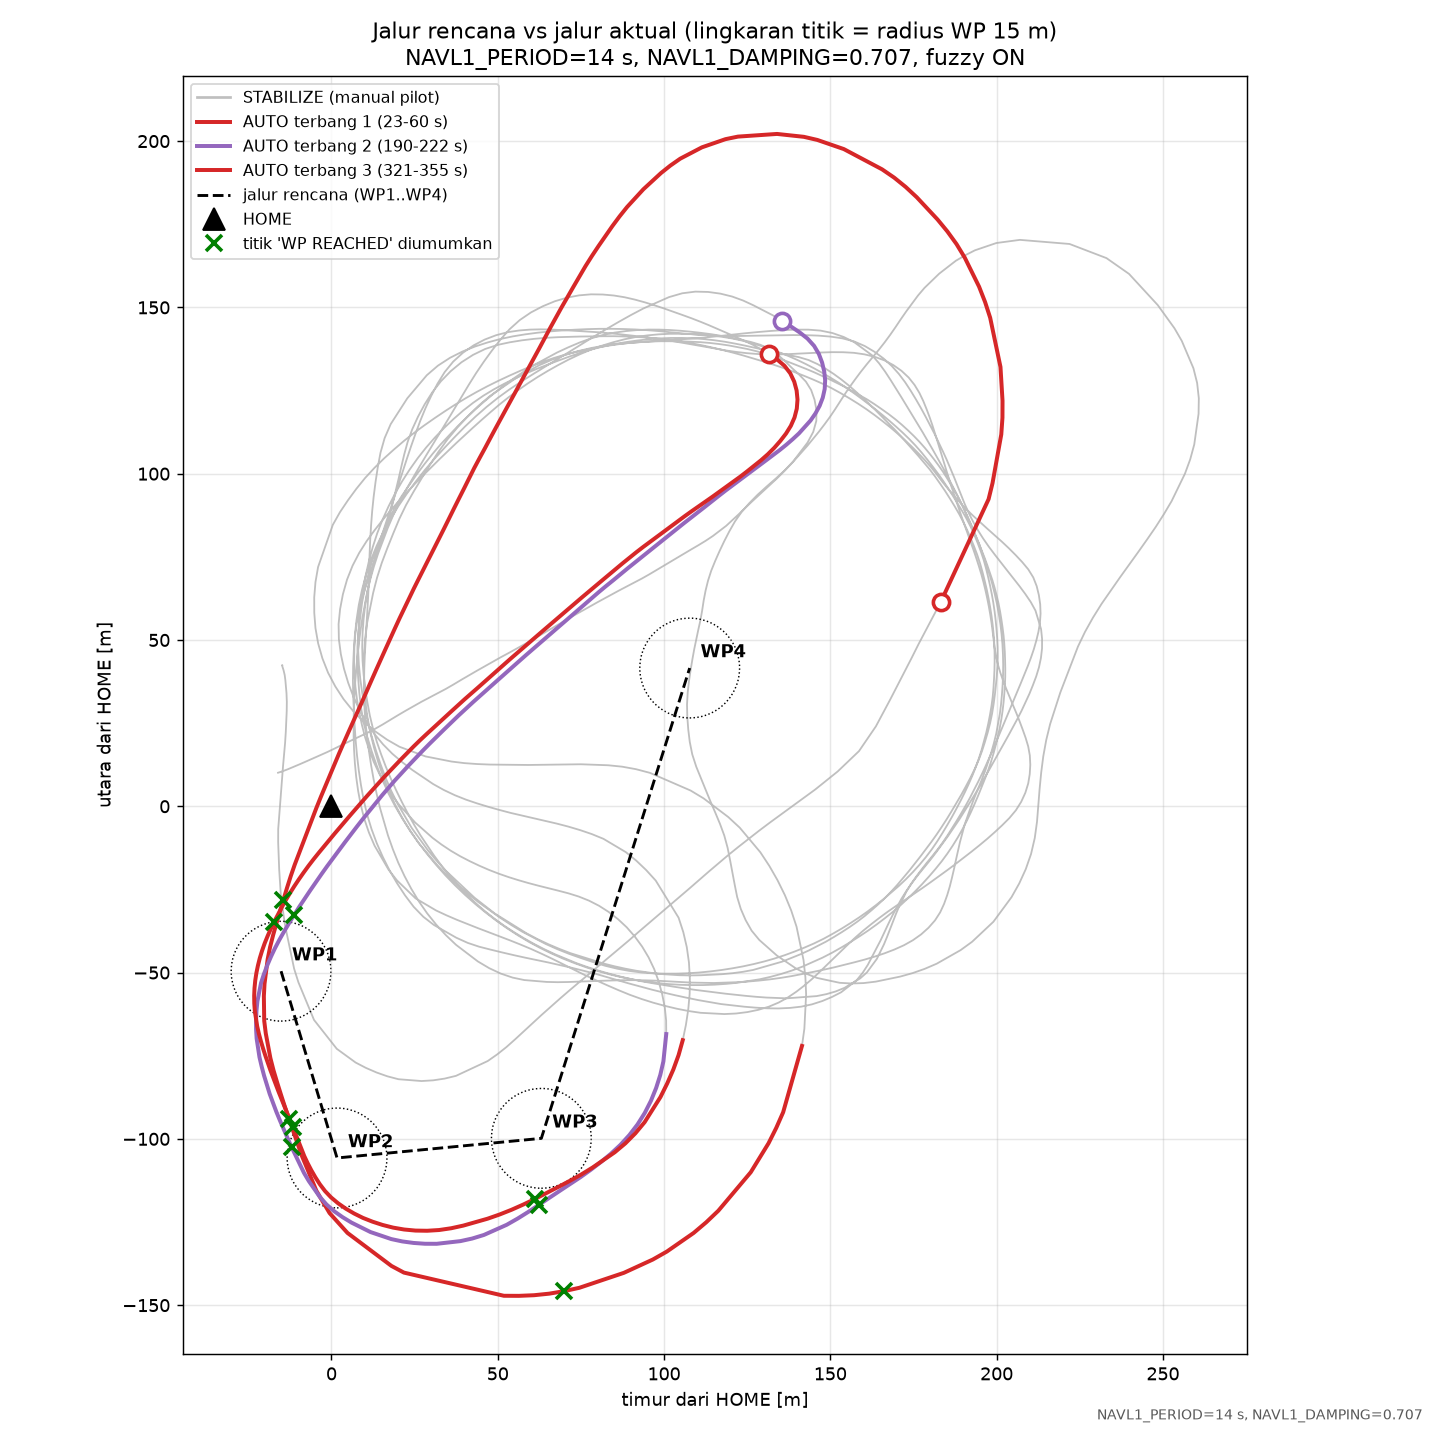 Jalur rencana vs jalur aktual (lingkaran titik = radius WP 15 m)
NAVL1_PERIOD=14 s, NAVL1_DAMPING=0.707, fuzzy ON
STABILIZE (manual pilot)
AUTO terbang 1 (23-60 s)
AUTO terbang 2 (190-222 s)
AUTO terbang 3 (321-355 s)
jalur rencana (WP1..WP4)
HOME
titik 'WP REACHED' diumumkan
200
150
100
50
0
−50
−100
−150
utara dari HOME [m]
WP4
WP1
WP3
WP2
0
50
100
150
200
250
timur dari HOME [m]
NAVL1_PERIOD=14 s, NAVL1_DAMPING=0.707